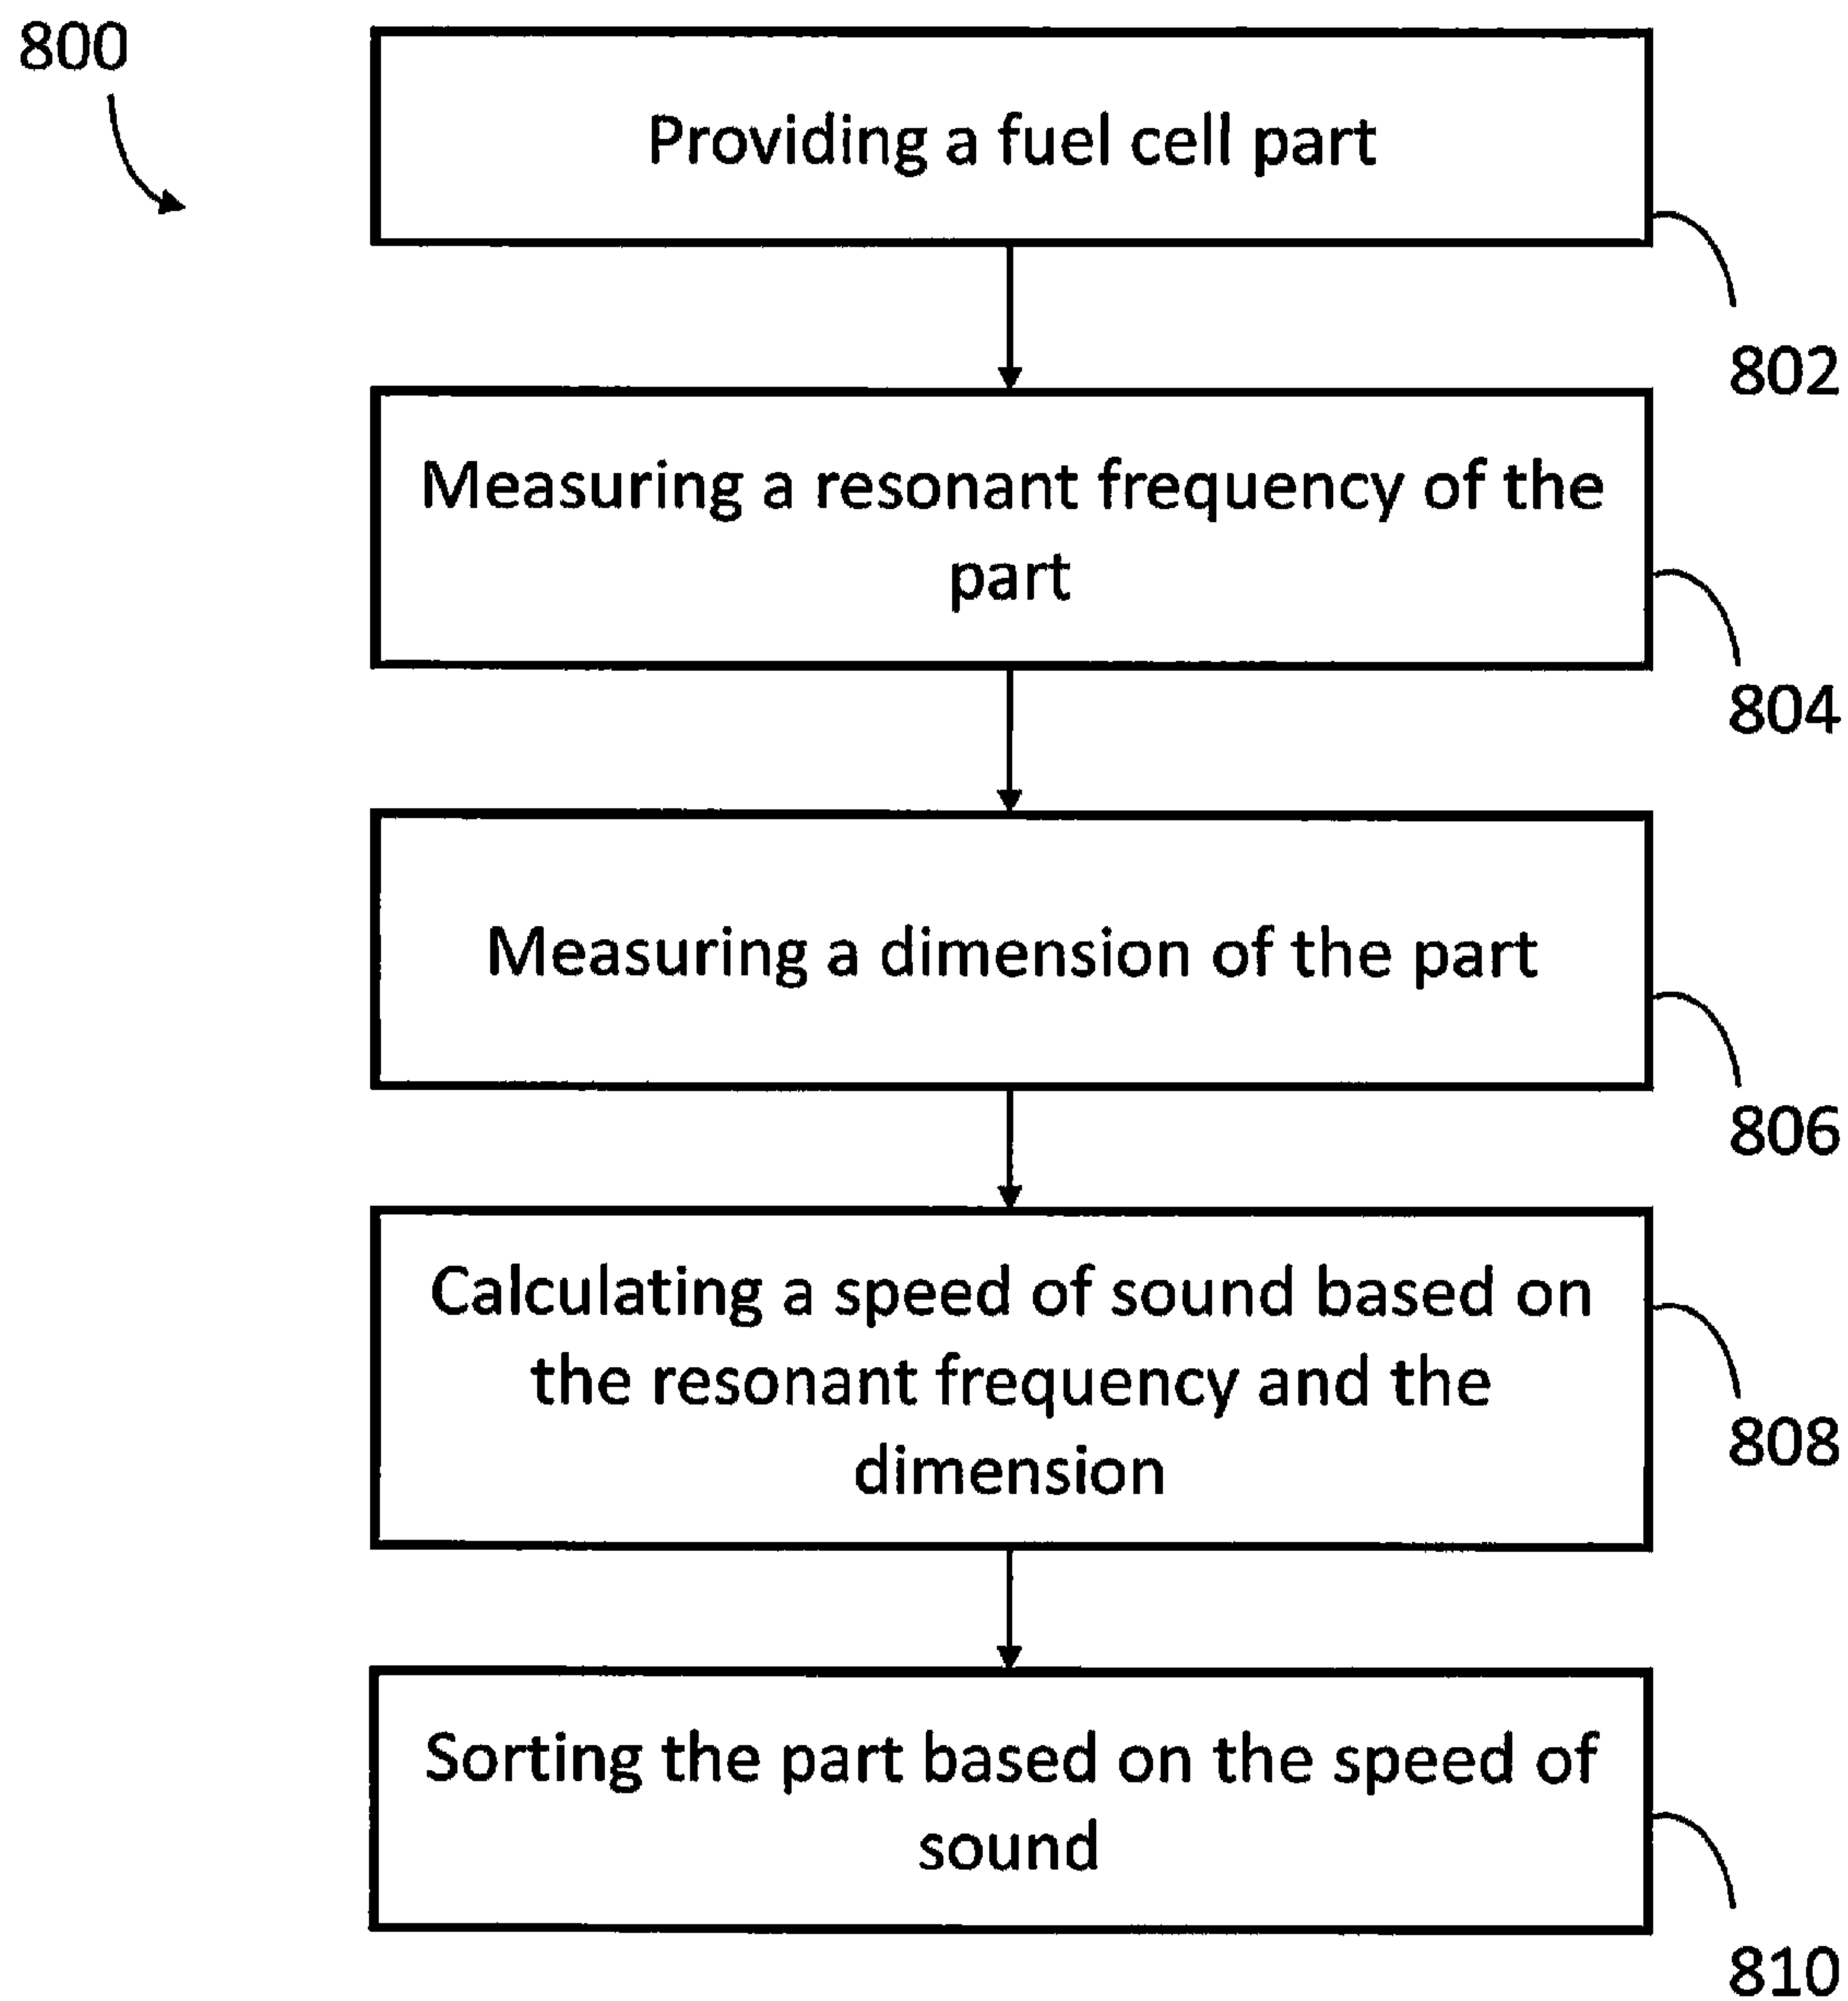 800
Providing a fuel cell part
802
Measuring a resonant frequency of the
part
804
Measuring a dimension of the part
806
Calculating a speed of sound based on
the resonant frequency and the
dimension
808
Sorting the part based on the speed of
sound
810